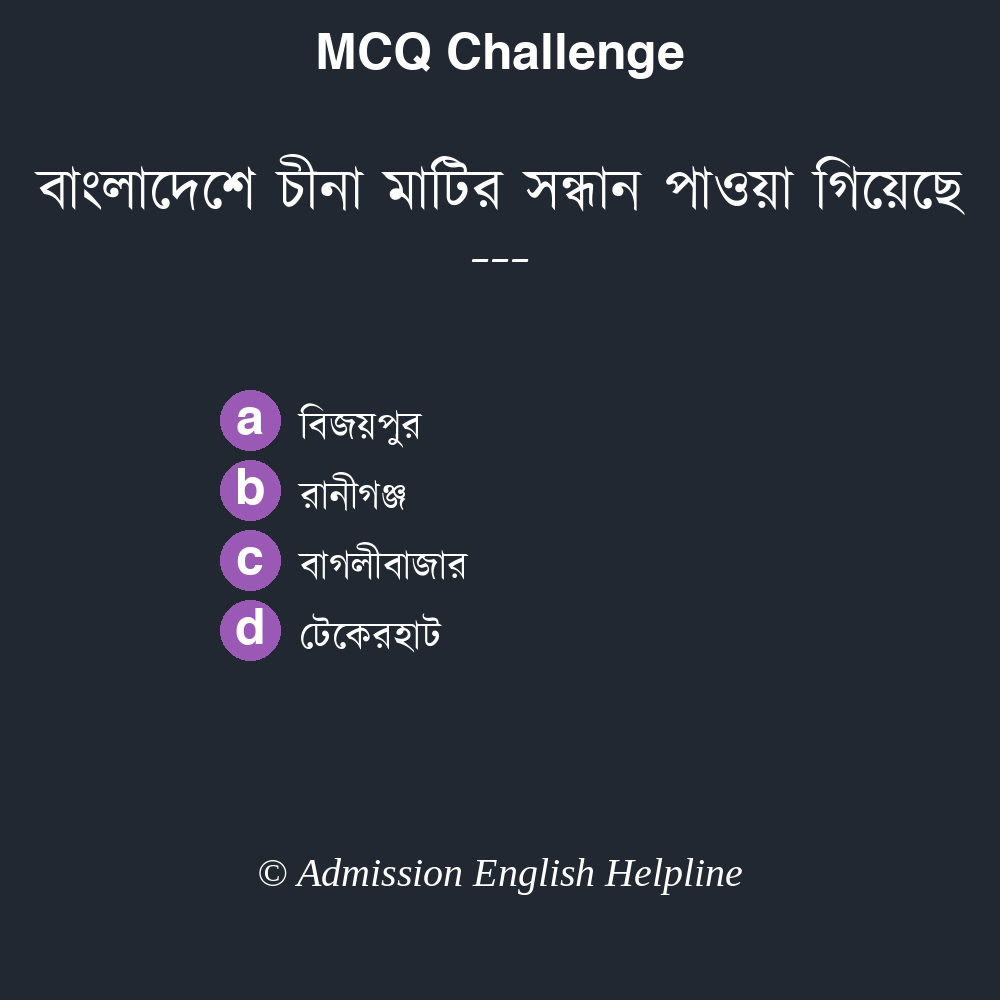 MCQ Challenge
বাংলাদেশে চীনা মাটির সন্ধান পাওয়া গিয়েছে
---
a বিজয়পুর
b রানীগঞ্জ
c বাগলীবাজার
d টেকেরহাট
© Admission English Helpline